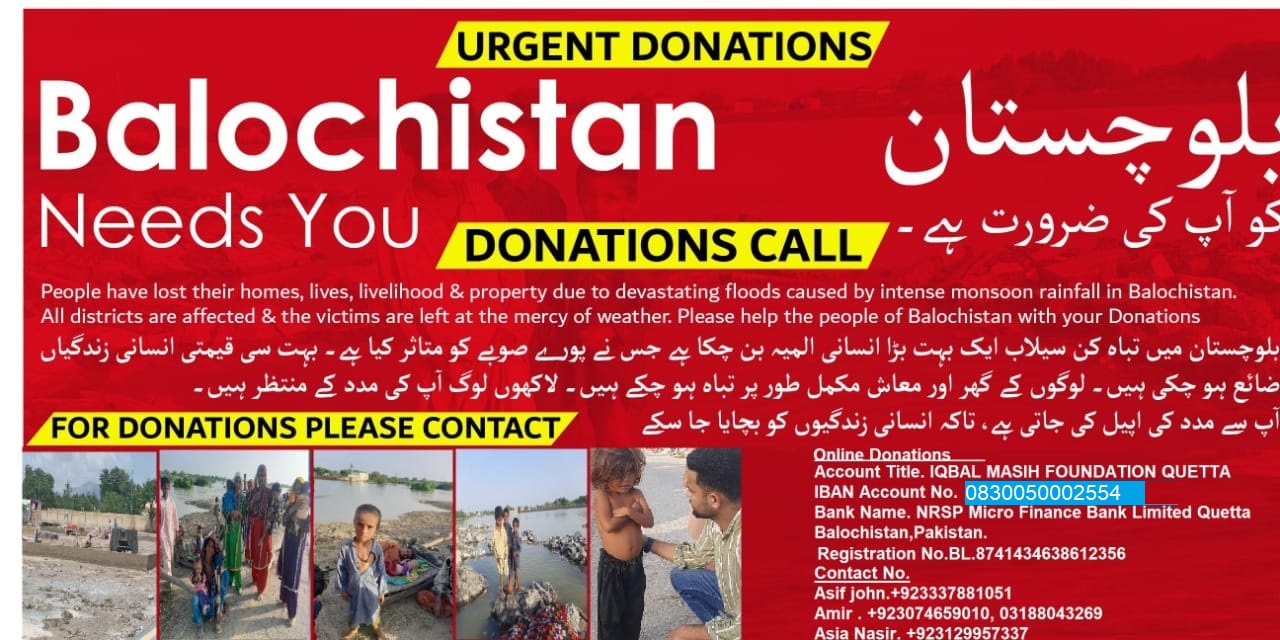 URGENT DONATIONS
Balochistan
بلوچستان
Needs You
کو آپ کی ضرورت ہے ۔
DONATIONS CALL
People have lost their homes, lives, livelihood & property due to devastating floods caused by intense monsoon rainfall in Balochistan.
All districts are affected & the victims are left at the mercy of weather. Please help the people of Balochistan with your Donations
بلوچستان میں تباہ کن سیلاب ایک بہت بڑا انسانی المیہ بن چکا ہے جس نے پورے صوبے کو متاثر کیا ہے ۔ بہت سی قیمتی انسانی زندگیاں
ضائع ہو چکی ہیں ۔ لوگوں کے گھر اور معاش مکمل طور پر تباہ ہو چکے ہیں ۔ لاکھوں لوگ آپ کی مدد کے منتظر ہیں ۔
آپ سے مدد کی اپیل کی جاتی ہے، تاکہ انسانی زندگیوں کو بچایا جا سکے
FOR DONATIONS PLEASE CONTACT
Online Donations
Account Title. IQBAL MASIH FOUNDATION QUETTA
IBAN Account No. 0830050002554
Bank Name. NRSP Micro Finance Bank Limited Quetta
Balochistan,Pakistan.
Registration No.BL.8741434638612356
Contact No.
Asif john.+923337881051
Amir . +923074659010, 03188043269
Asia Nasir. +923129957337